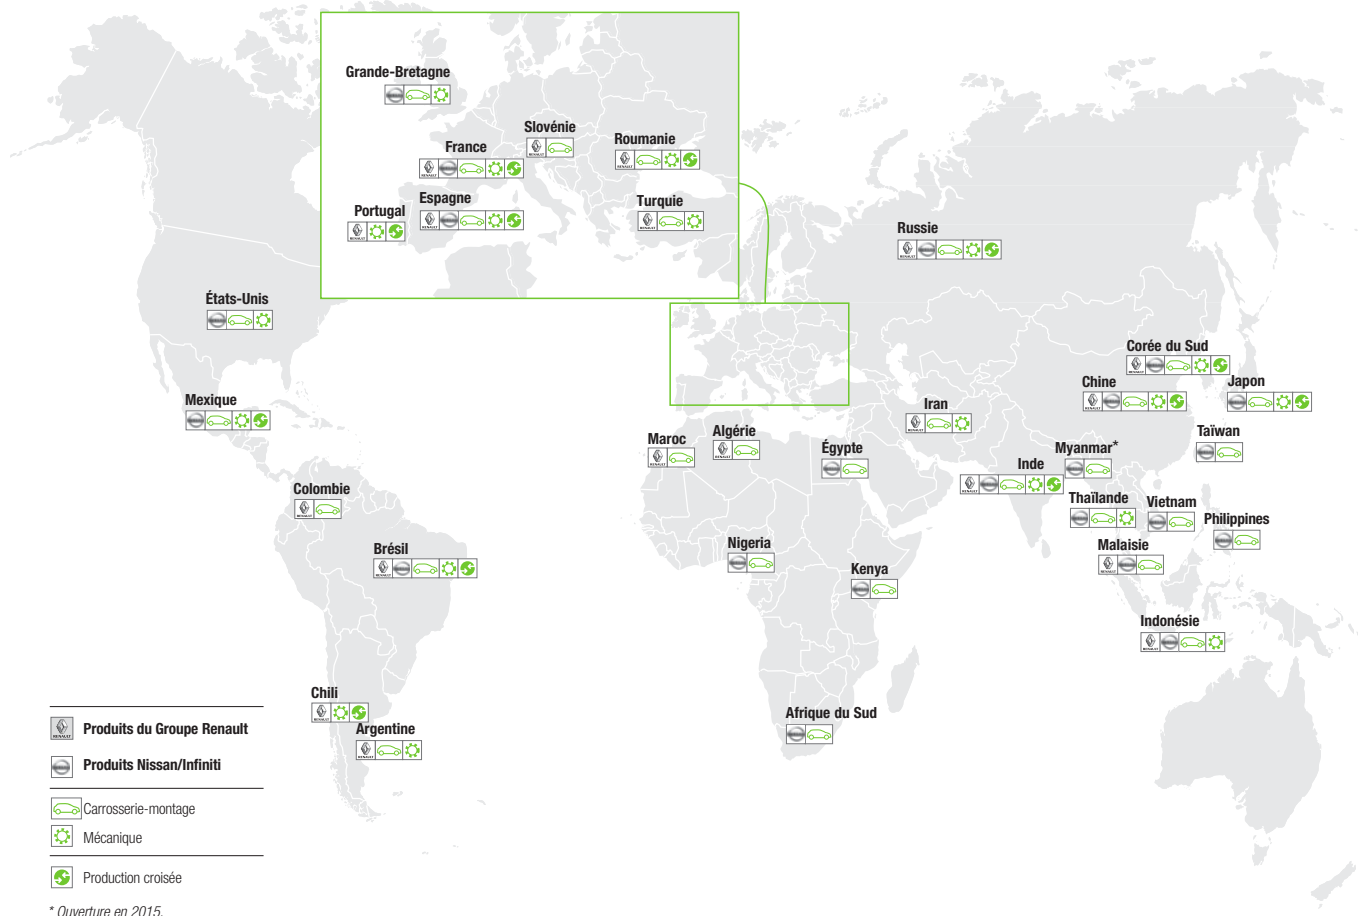 Grande-Bretagne
Slovénie
France
Roumanie
Espagne
Portugal
Turquie
Russie
États-Unis
Corée du Sud
Chine
Japon
Mexique
Iran
Maroc
Algérie
Égypte
Taïwan
Myanmar*
Inde
Colombie
Thaïlande
Vietnam
Philippines
Brésil
Nigeria
Malaisie
Kenya
Indonésie
Chili
Afrique du Sud
Argentine
RENAULT
Produits du Groupe Renault
Produits Nissan/Infiniti
Carrosserie-montage
Mécanique
Production croisée
* Ouverture en 2015.